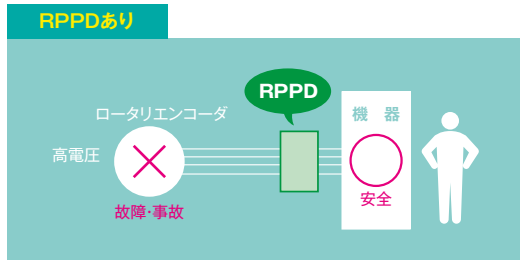 RPPDあり
RPPD
ロータリエンコーダ
機 器
高電圧
安全
故障・事故